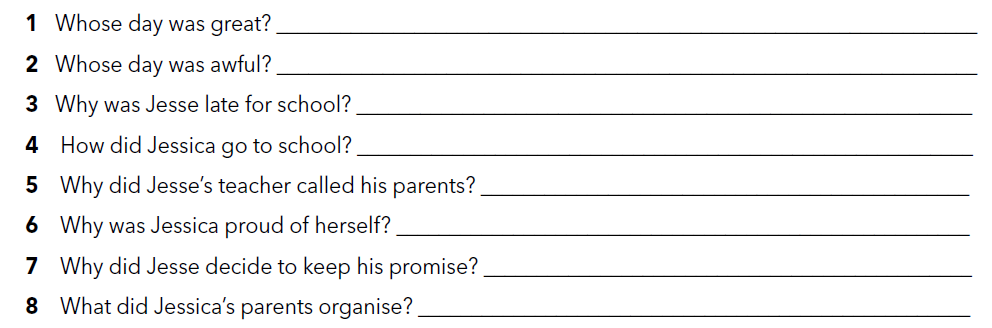 1 Whose day was great?
2 Whose day was awful?
3 Why was Jesse late for school?
4 How did Jessica go to school?
5 Why did Jesse's teacher called his parents?
6 Why was Jessica proud of herself?
7 Why did Jesse decide to keep his promise?
8 What did Jessica's parents organise?